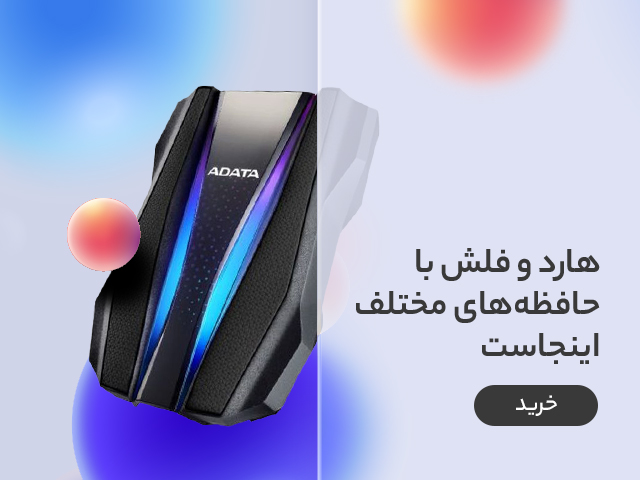 ADATA
هارد و فلش با
حافظه‌های مختلف
اینجاست
خرید